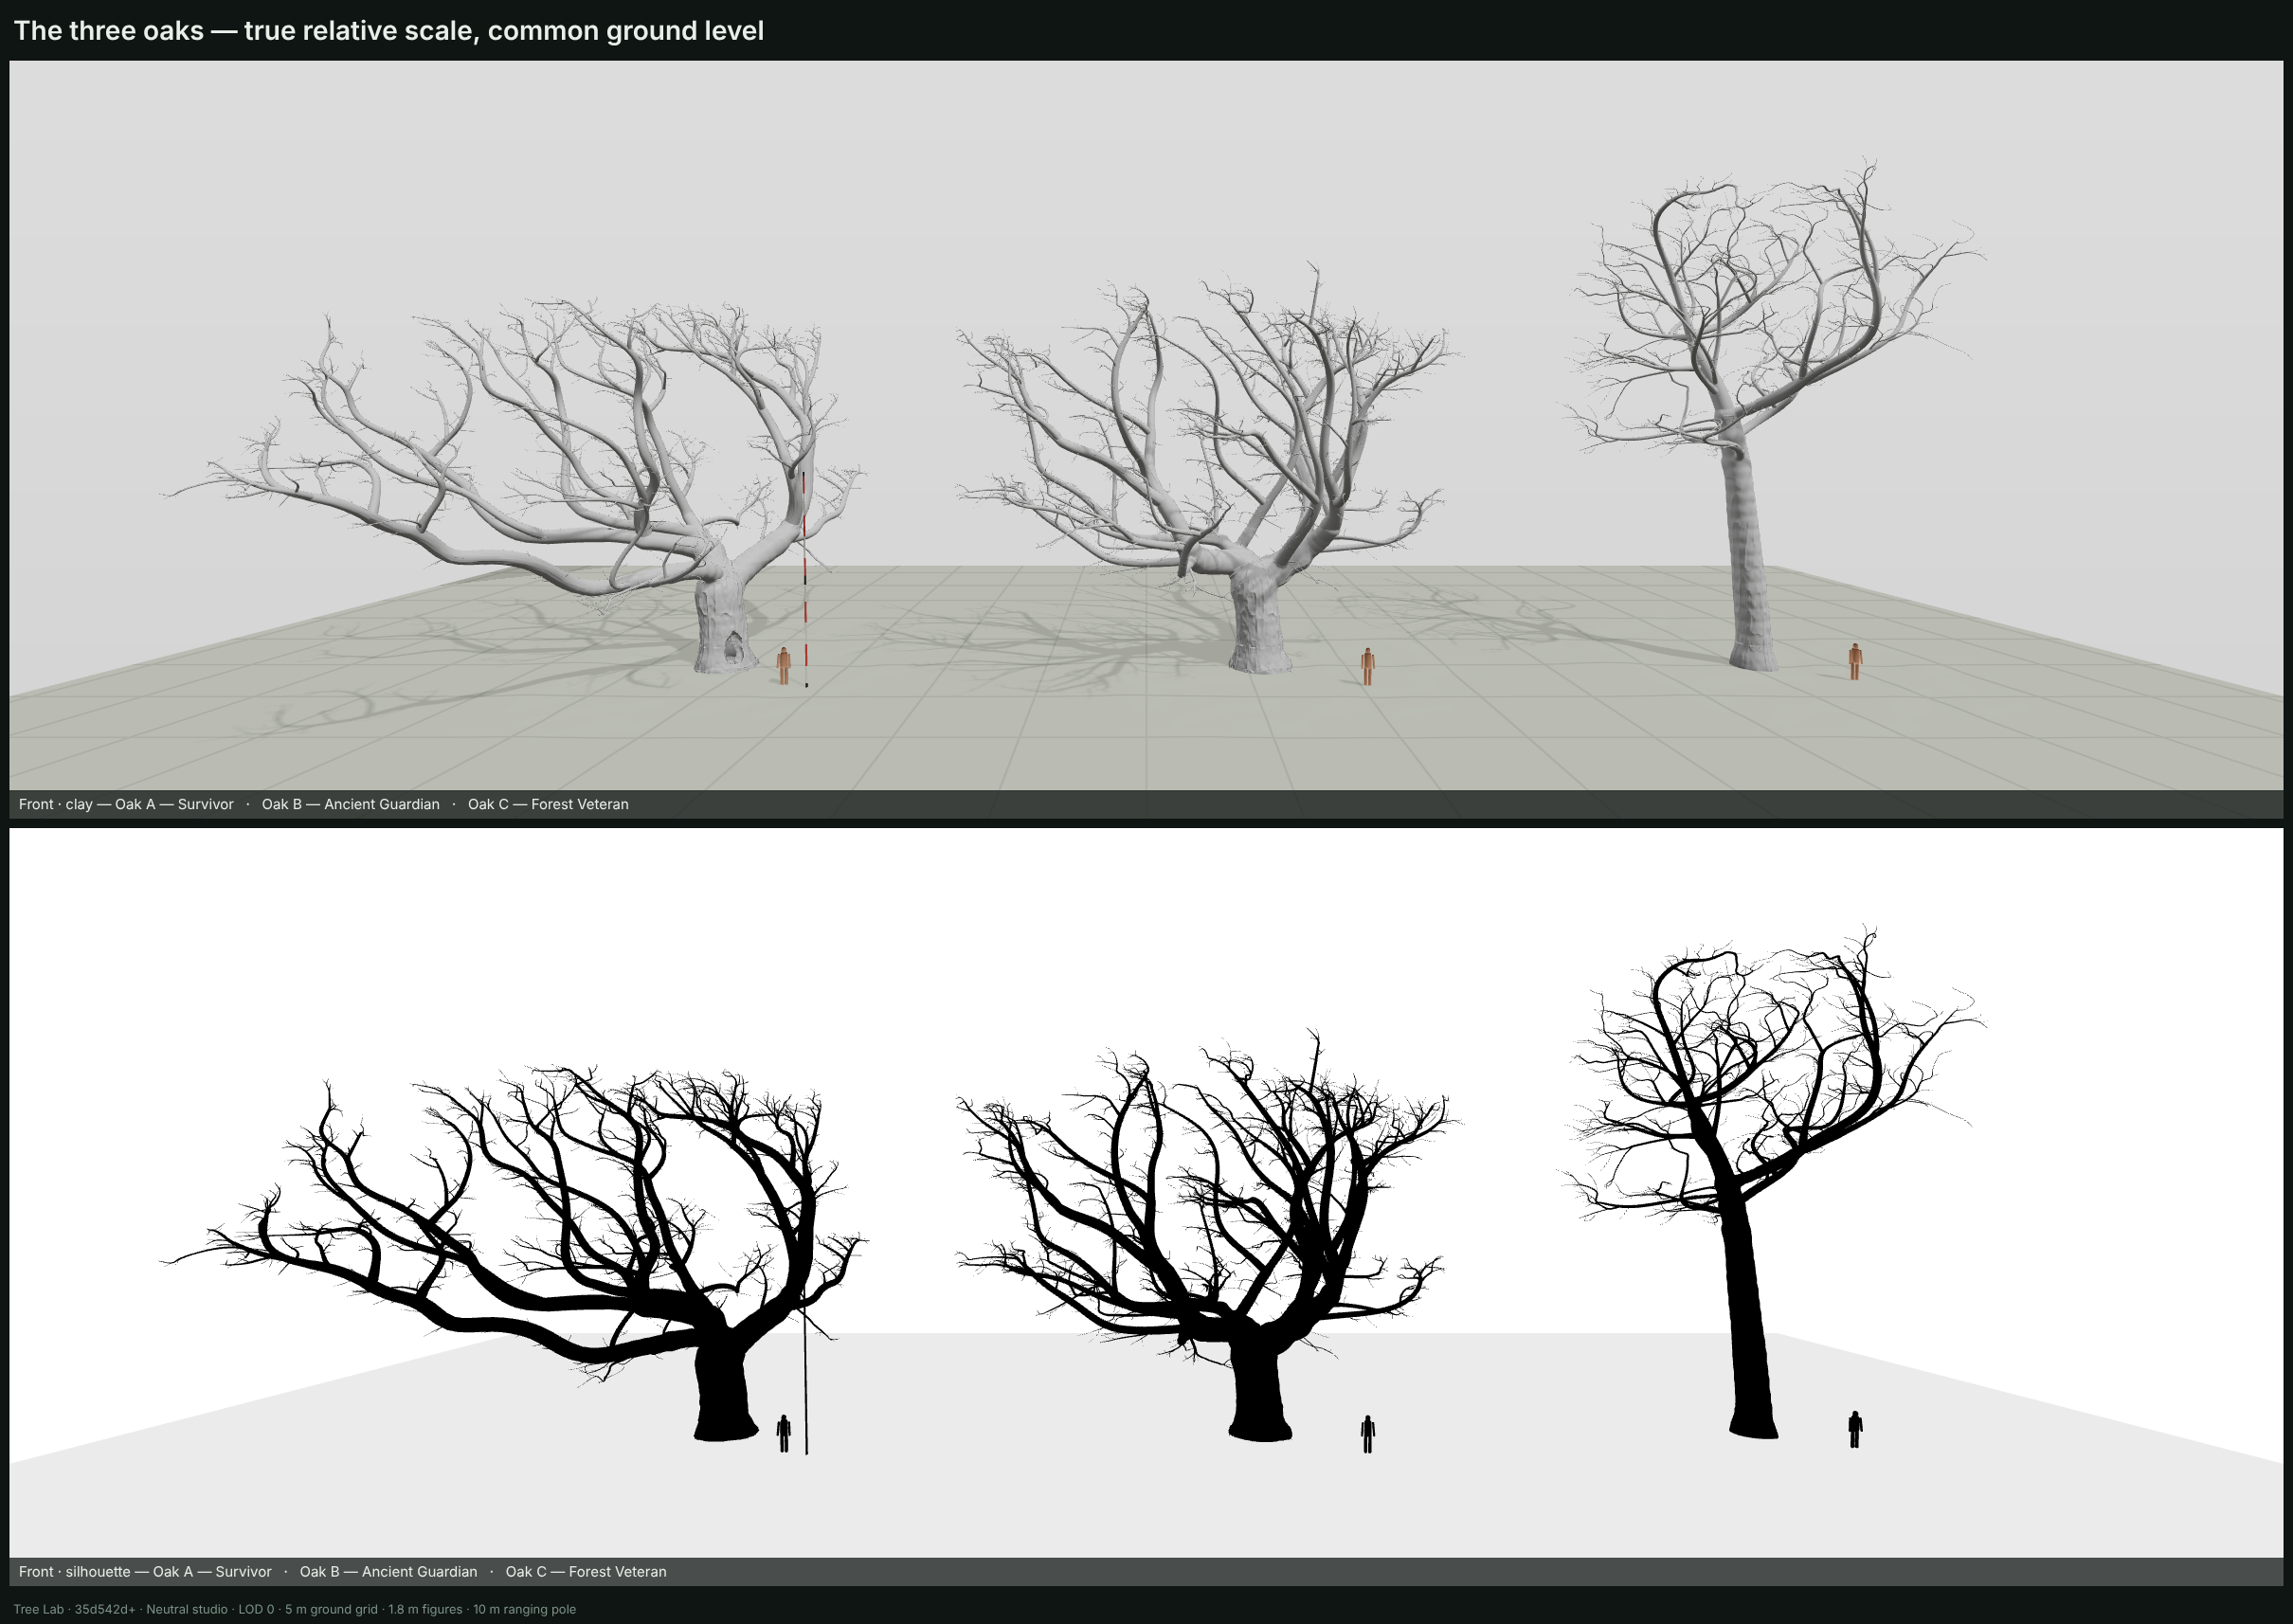 The three oaks — true relative scale, common ground level
Front · clay — Oak A — Survivor · Oak B — Ancient Guardian · Oak C — Forest Veteran
Front · silhouette — Oak A — Survivor · Oak B — Ancient Guardian · Oak C — Forest Veteran
Tree Lab · 35d542d+ · Neutral studio · LOD 0 · 5 m ground grid · 1.8 m figures · 10 m ranging pole